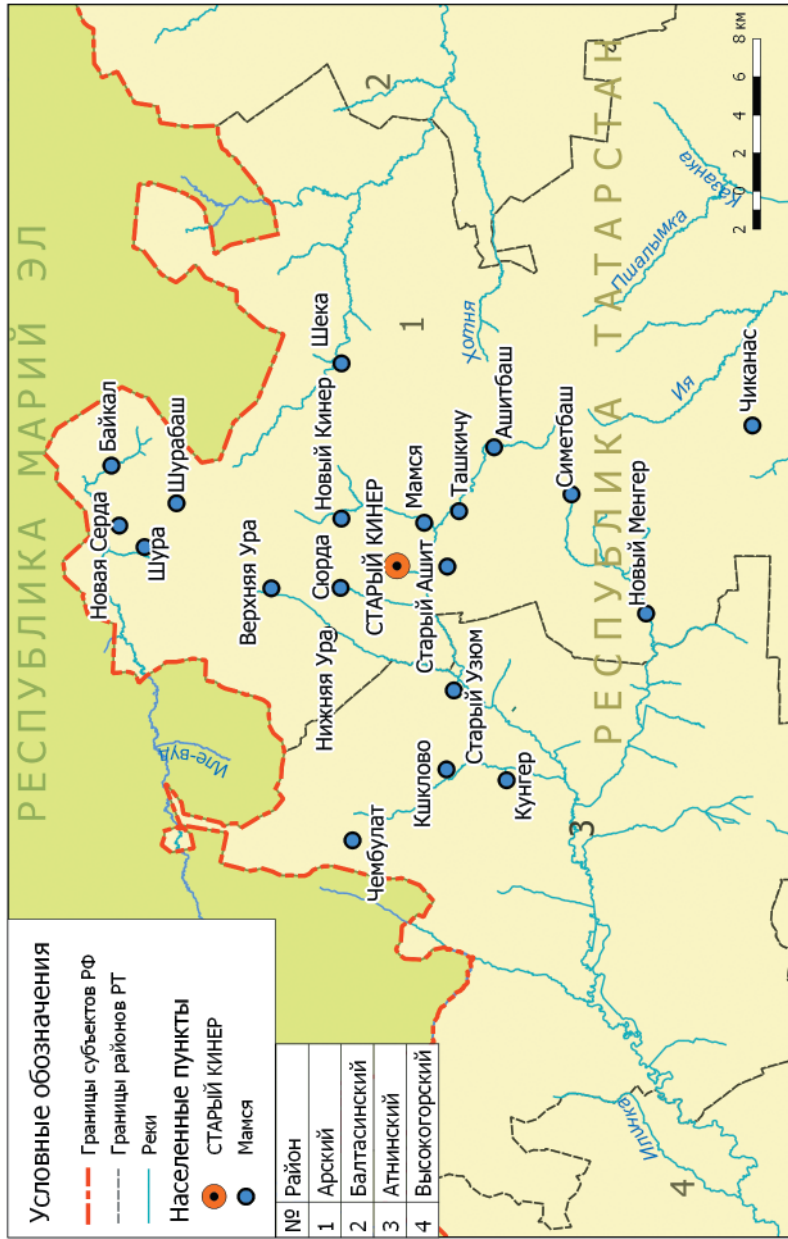 РЕСПУБЛИКА МАРИЙ ЭЛ
Условные обозначения
Границы субъектов РФ
Границы районов РТ
Реки
Населенные пункты
СТАРЫЙ КИНЕР
Мамся
№ Район
1 Арский
2 Балтасинский
3 Атнинский
4 Высокогорский
Иле-вуд
Новая Серда
Байкал
Шура
Шурабаш
Верхняя Ура
Нижняя Ура
Сюрда
Новый Кинер
Шека
СТАРЫЙ КИНЕР
Мамся
Старый Ашит
Ташкичу
Чембулат
Кшклово
Старый Узюм
Кунгер
Ашитбаш
Симетбаш
Новый Менгер
Чиканас
Хотня
Пшалымка
Казанка
Ия
Илинка
1
2
3
4
РЕСПУБЛИКА ТАТАРСТАН
2 0 2 4 6 8 км